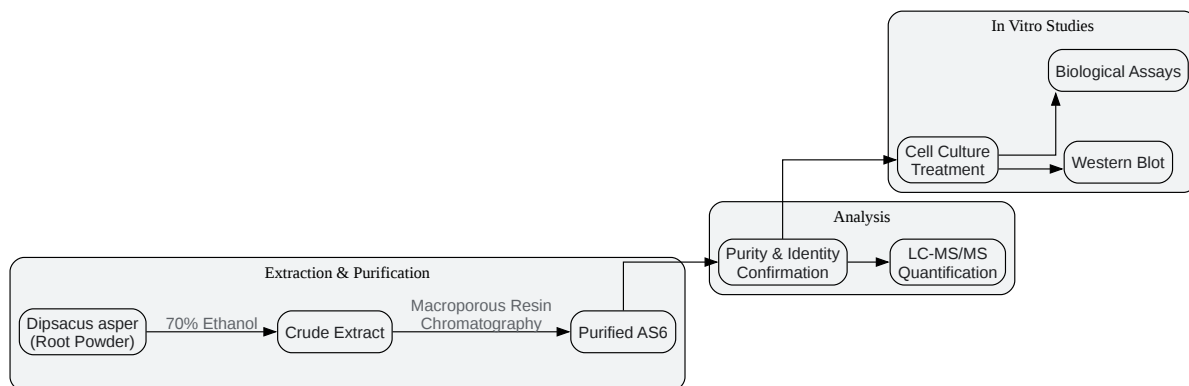 In Vitro Studies
Biological Assays
Cell Culture
Treatment
Western Blot
Analysis
Purity & Identity
Confirmation
LC-MS/MS
Quantification
Extraction & Purification
Dipsacus asper
(Root Powder)
70% Ethanol
Crude Extract
Macroporous Resin
Chromatography
Purified AS6